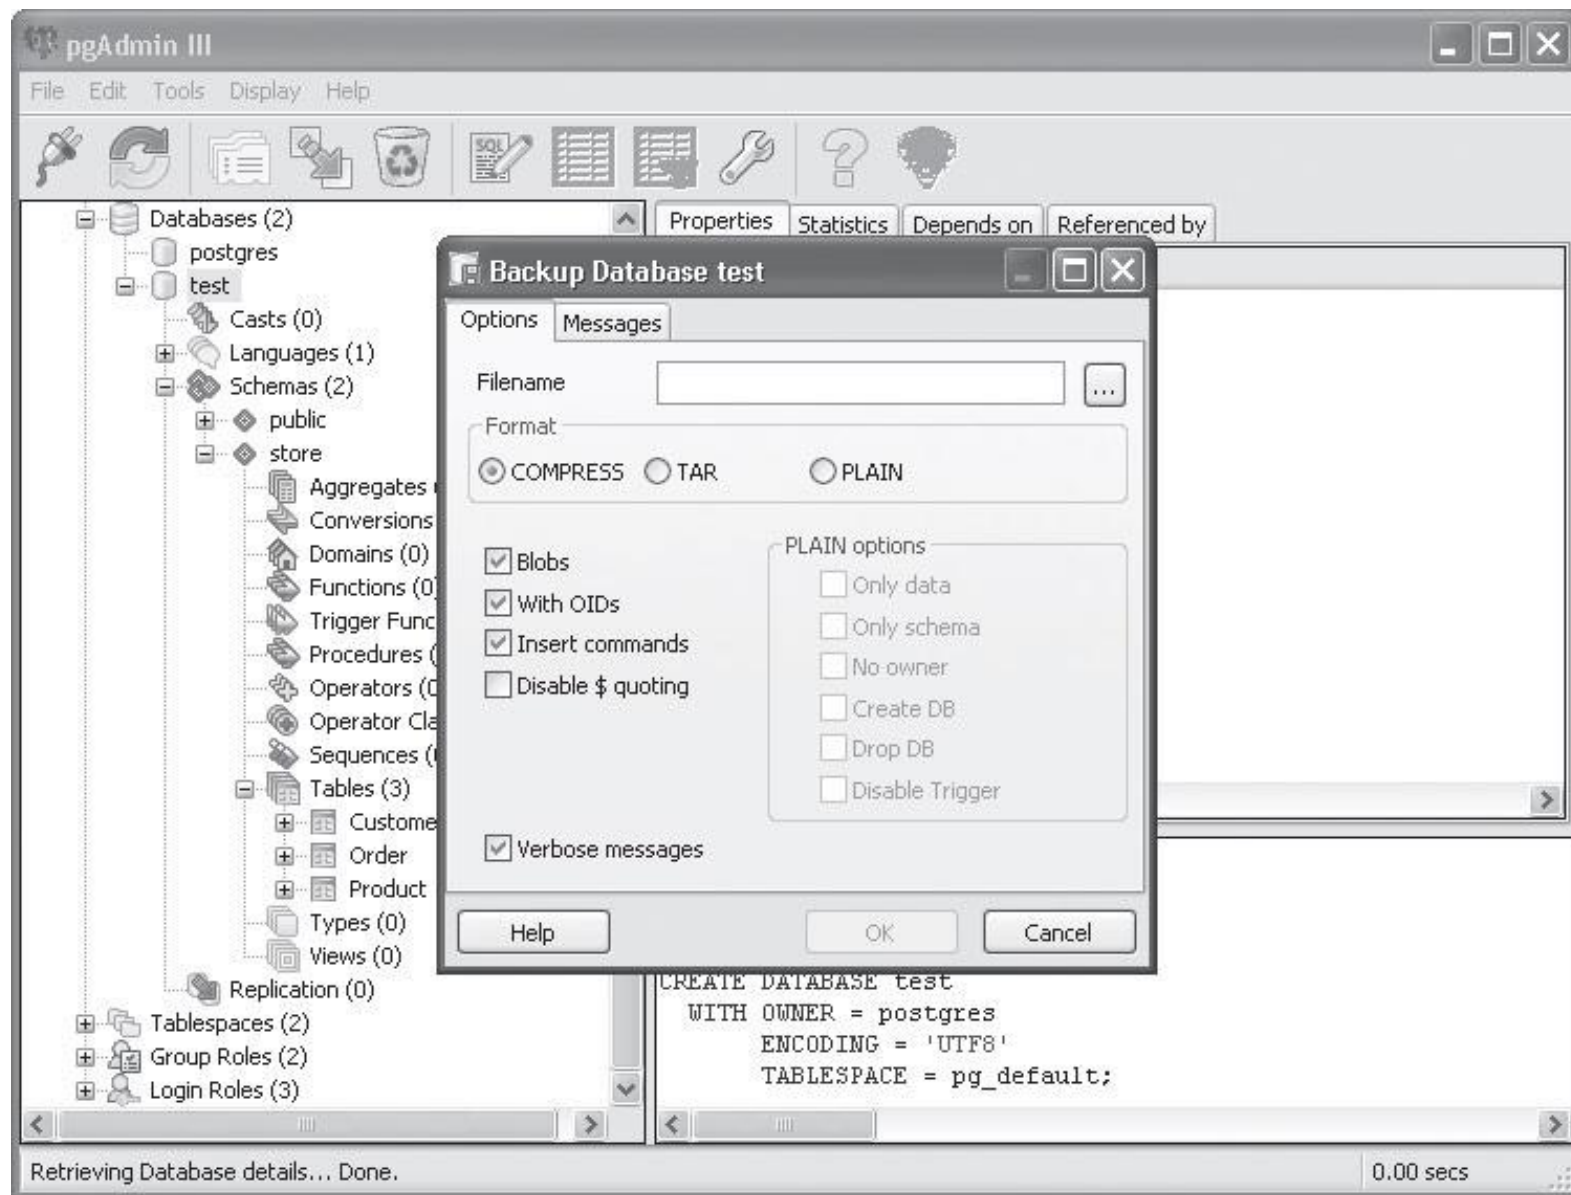 pgAdmin III
File Edit Tools Display Help
SQL
Databases (2)
postgres
test
Casts (0)
Languages (1)
Schemas (2)
public
store
Aggregates
Conversions
Domains (0)
Functions (0)
Trigger Func
Procedures (
Operators (0
Operator Cla
Sequences (
Tables (3)
Custome
Order
Product
Types (0)
Views (0)
Replication (0)
Tablespaces (2)
Group Roles (2)
Login Roles (3)
Properties Statistics Depends on Referenced by
Backup Database test
Options Messages
Filename ...
Format
COMPRESS TAR PLAIN
Blobs
With OIDs
Insert commands
Disable $ quoting
PLAIN options
Only data
Only schema
No owner
Create DB
Drop DB
Disable Trigger
Verbose messages
Help OK Cancel
CREATE DATABASE test
WITH OWNER = postgres
ENCODING = 'UTF8'
TABLESPACE = pg_default;
Retrieving Database details... Done. 0.00 secs